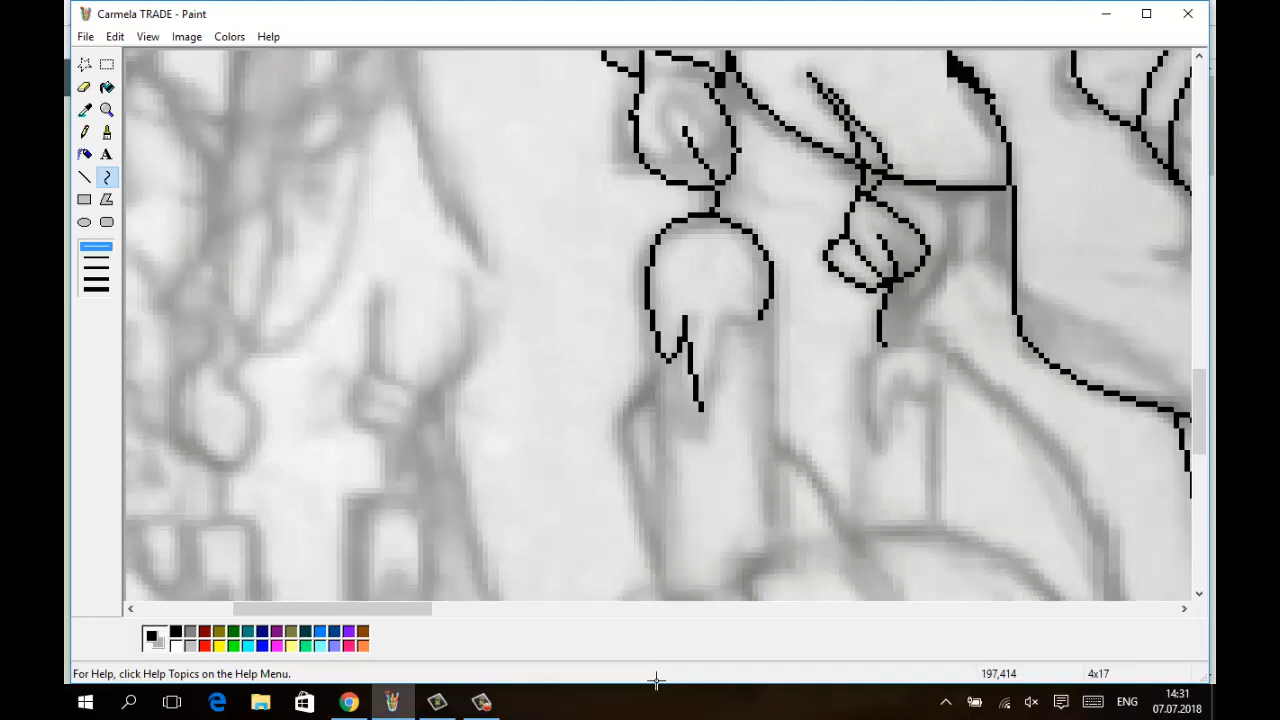 Carmela TRADE - Paint
File Edit View Image Colors Help
A
For Help, click Help Topics on the Help Menu.
197,414
4x17
ENG
14:31
07.07.2018